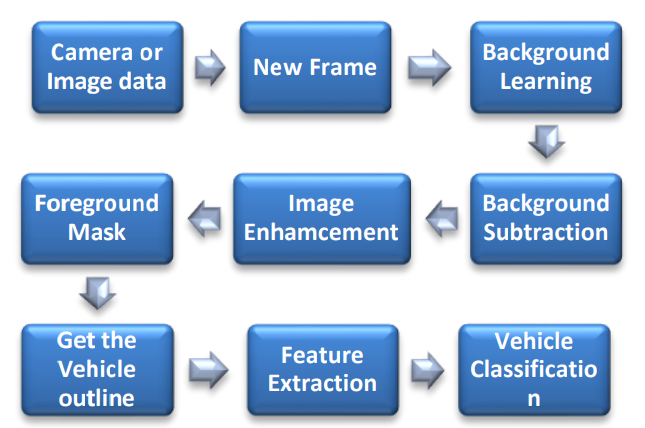 Camera or
Image data
New Frame
Background
Learning
Foreground
Mask
Image
Enhamcement
Background
Subtraction
Get the
Vehicle
outline
Feature
Extraction
Vehicle
Classificatio
n